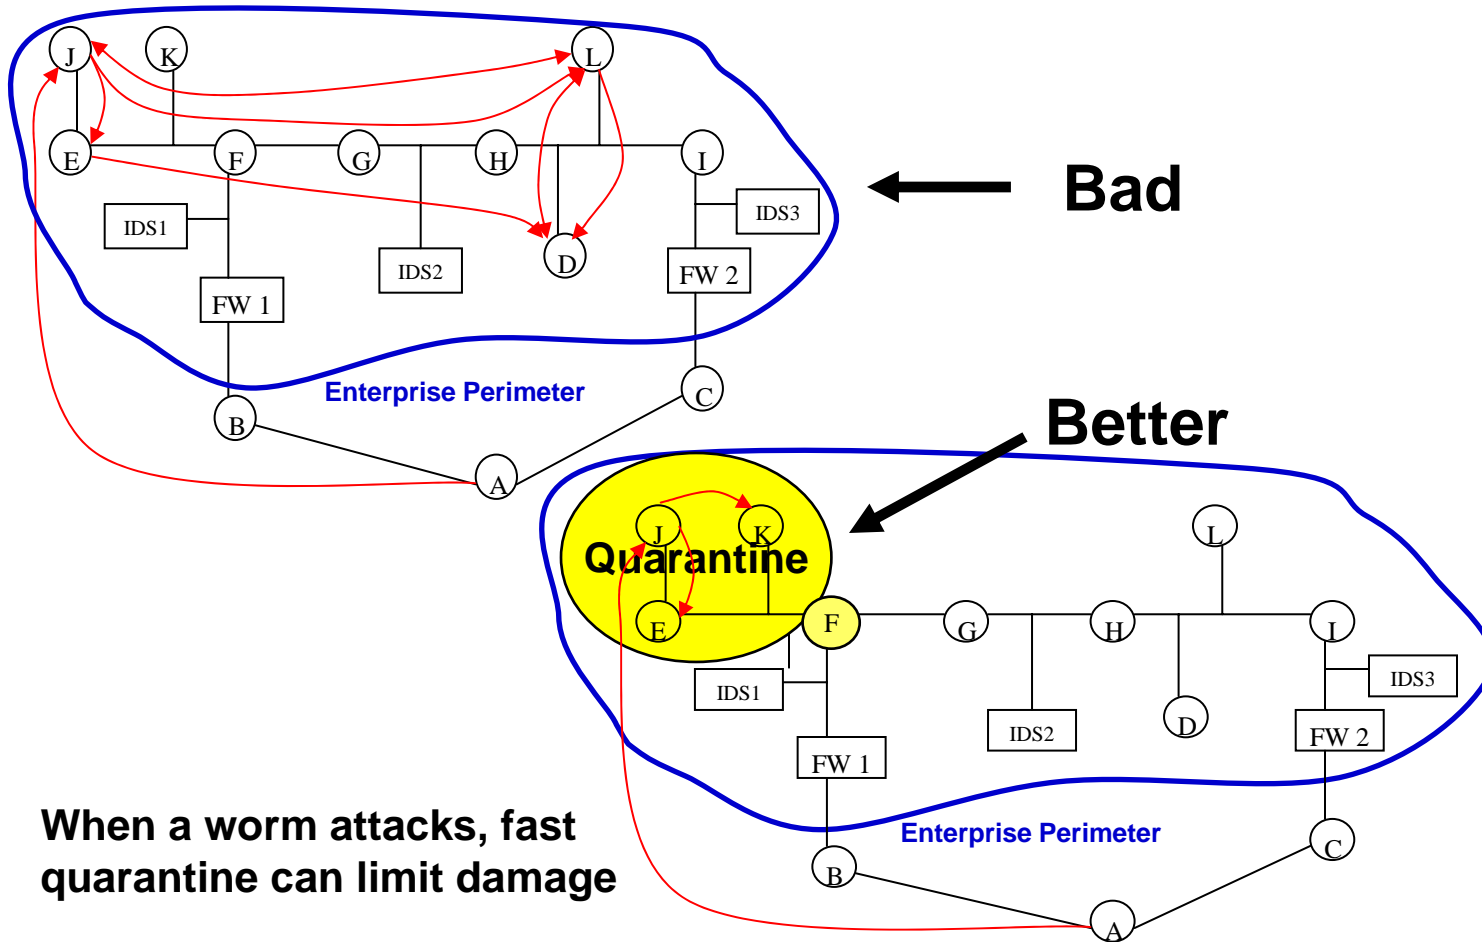 J
K
L
E
F
G
H
I
IDS1
IDS2
IDS3
D
FW 1
FW 2
Bad
Enterprise Perimeter
B
C
A
Better
J
K
L
Quarantine
E
F
G
H
I
IDS1
IDS2
IDS3
D
FW 1
FW 2
Enterprise Perimeter
B
C
A
When a worm attacks, fast
quarantine can limit damage